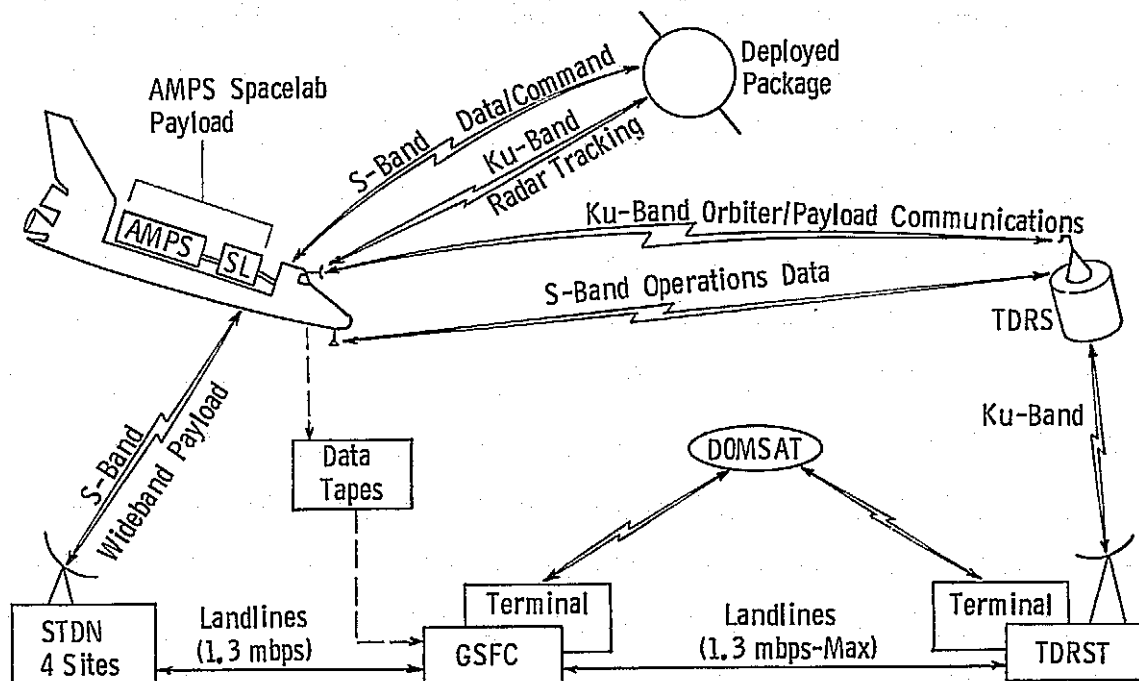 AMPS Spacelab
Payload
Deployed
Package
S-Band Data/Command
Ku-Band
Radar Tracking
AMPS
SL
Ku-Band Orbiter/Payload Communications
S-Band Operations Data
TDRS
S-Band
Wideband Payload
Data
Tapes
DOMSAT
Ku-Band
Terminal
Terminal
STDN
4 Sites
Landlines
(1.3 mbps)
GSFC
Landlines
(1.3 mbps-Max)
TDRST